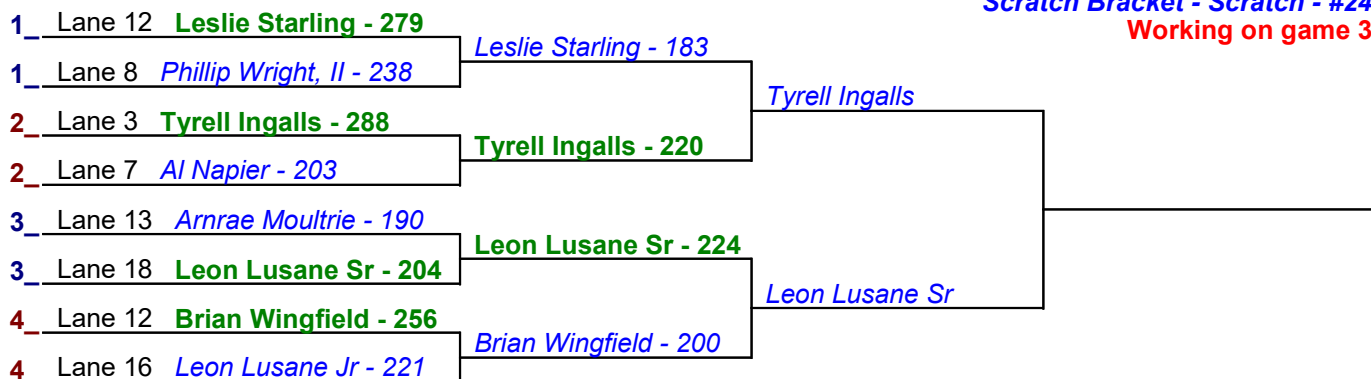 Scratch Bracket - Scratch - #24
Working on game 3
1_ Lane 12 Leslie Starling - 279
Leslie Starling - 183
1_ Lane 8 Phillip Wright, II - 238
Tyrell Ingalls
2_ Lane 3 Tyrell Ingalls - 288
Tyrell Ingalls - 220
2_ Lane 7 Al Napier - 203
3_ Lane 13 Arnrae Moultrie - 190
Leon Lusane Sr - 224
3_ Lane 18 Leon Lusane Sr - 204
Leon Lusane Sr
4_ Lane 12 Brian Wingfield - 256
Brian Wingfield - 200
4 Lane 16 Leon Lusane Jr - 221